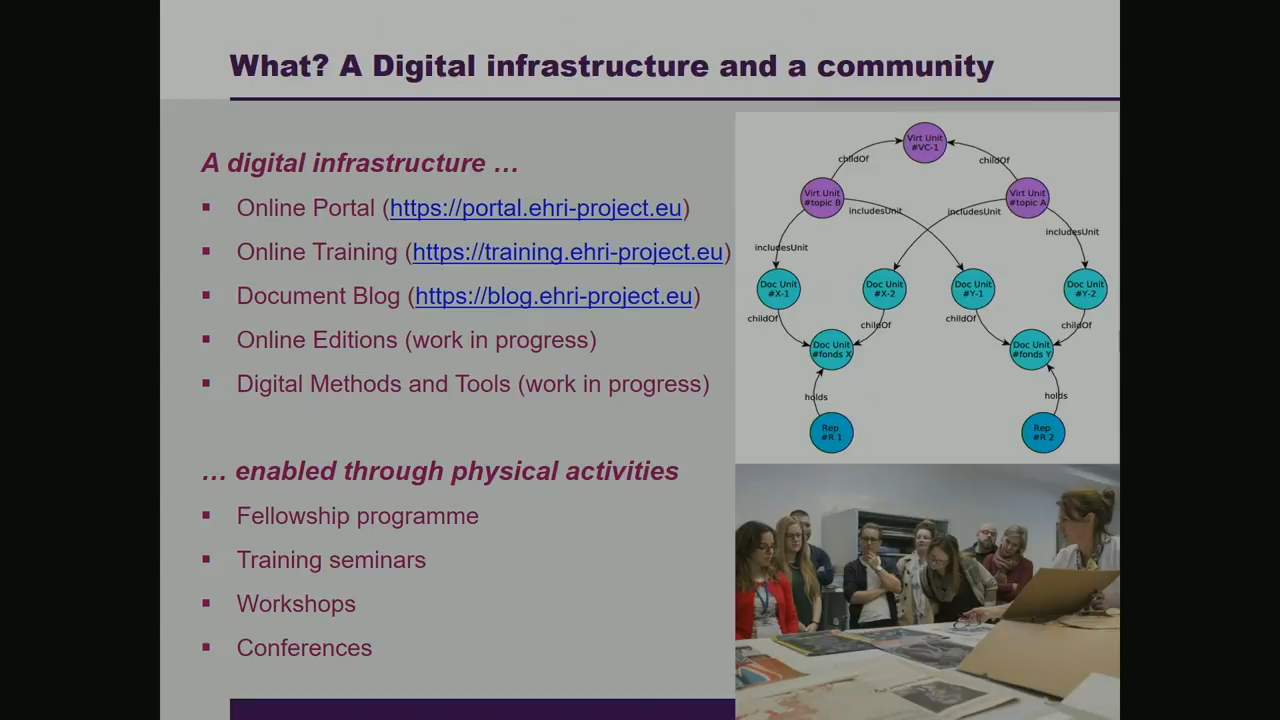 What? A Digital infrastructure and a community
A digital infrastructure …
▪ Online Portal (https://portal.ehri-project.eu)
▪ Online Training (https://training.ehri-project.eu)
▪ Document Blog (https://blog.ehri-project.eu)
▪ Online Editions (work in progress)
▪ Digital Methods and Tools (work in progress)
… enabled through physical activities
▪ Fellowship programme
▪ Training seminars
▪ Workshops
▪ Conferences
Virt Unit
#VC-1
childOf
childOf
Virt Unit
#topic B
Virt Unit
#topic A
includesUnit
includesUnit
includesUnit
includesUnit
Doc Unit
#X-1
Doc Unit
#X-2
Doc Unit
#Y-1
Doc Unit
#Y-2
childOf
childOf
childOf
childOf
Doc Unit
#fonds X
Doc Unit
#fonds Y
holds
holds
Rep
#R 1
Rep
#R 2